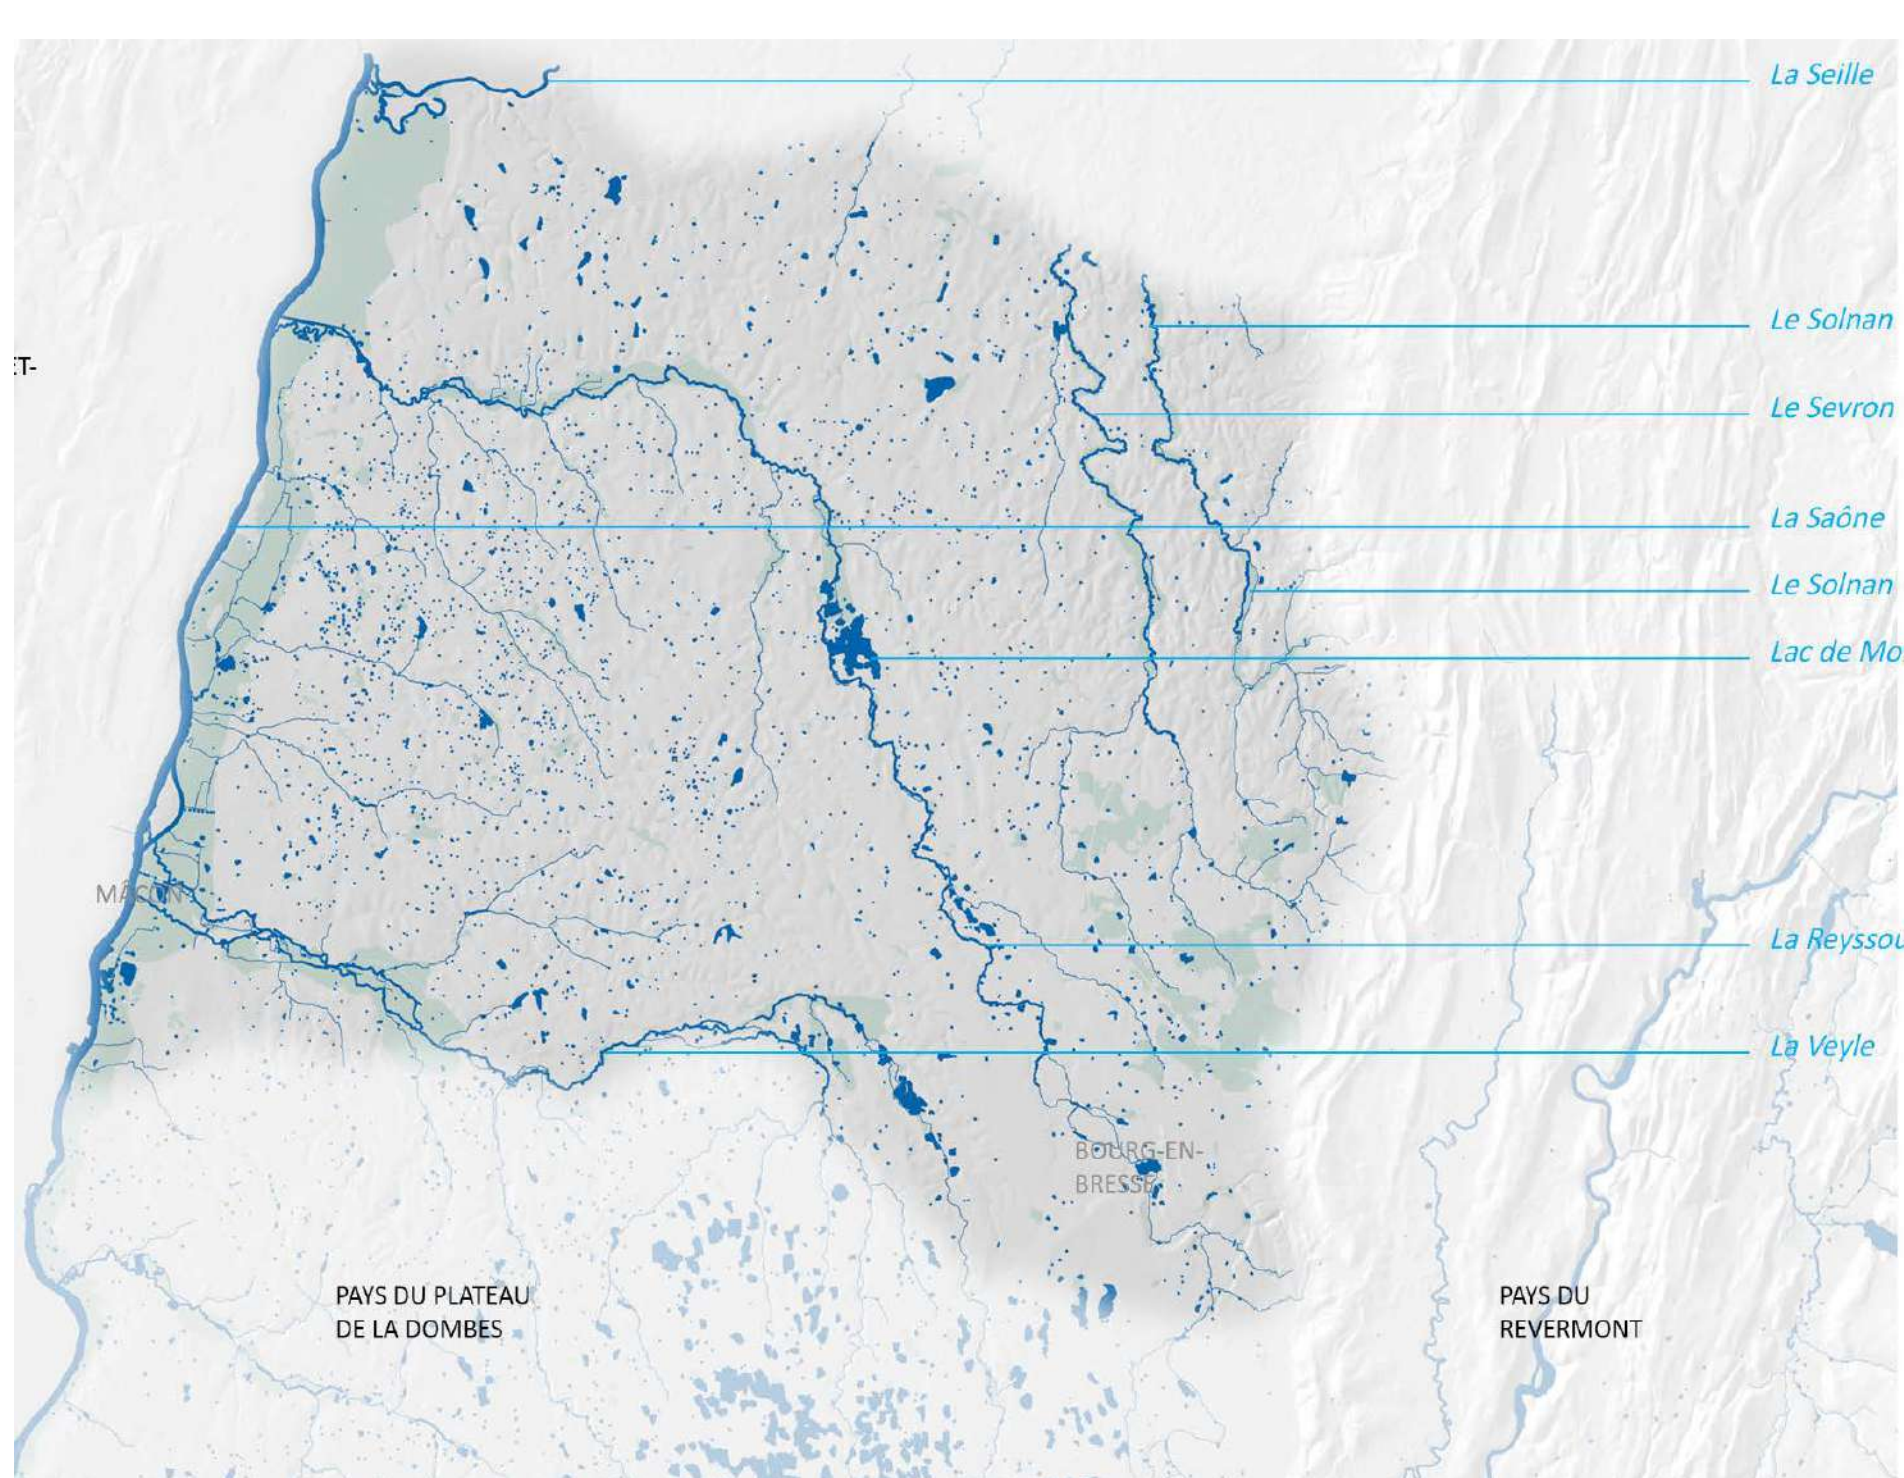 La Seille
Le Solnan
ET-
Le Sevron
La Saône
Le Solnan
Lac de Mo
MÂCON
La Reyssou
La Veyle
BOURG-EN-
BRESSE
PAYS DU PLATEAU
DE LA DOMBES
PAYS DU
REVERMONT